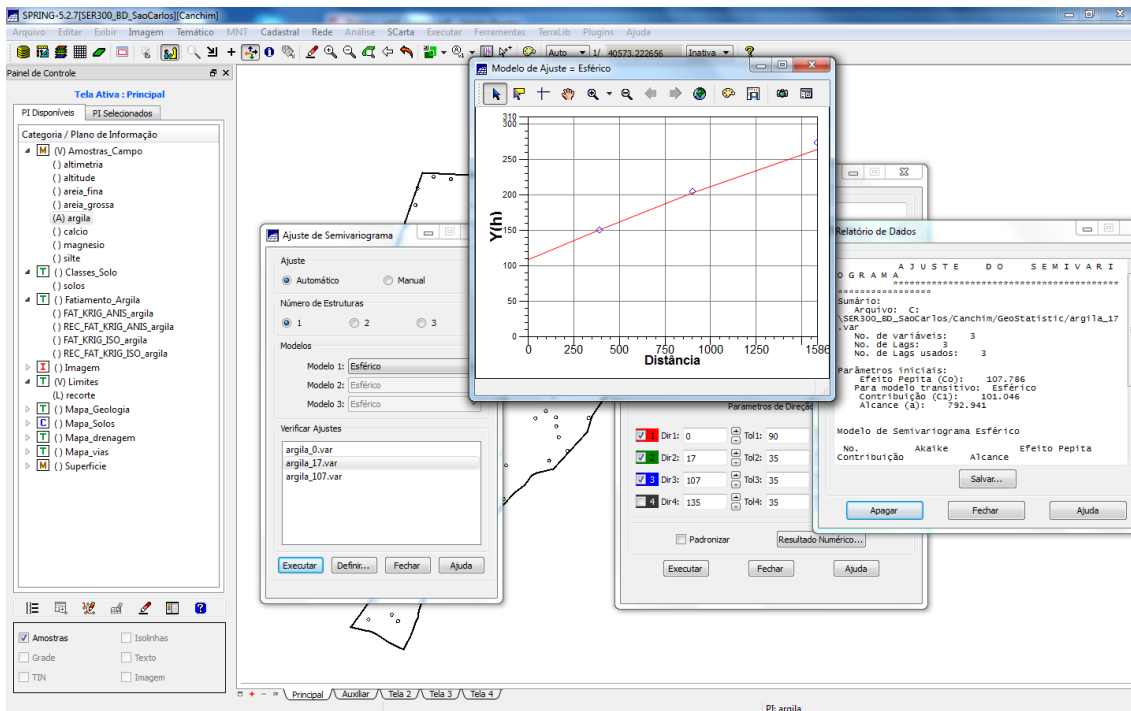 SPRING-5.2.7[SER300_BD_SaoCarlos][Canchim]
Arquivo Editar Exibir Imagem Temático MNT Cadastral Rede Análise SCarta Executar Ferramentas TerraLib Plugins Ajuda
Auto 1/ 40573.222656 Inativa
Painel de Controle
Tela Ativa : Principal
PI Disponíveis PI Selecionados
Categoria / Plano de Informação
M (V) Amostras_Campo
() altimetria
() altitude
() areia_fina
() areia_grossa
(A) argila
() calcio
() magnesio
() silte
T () Classes_Solo
() solos
T () Fatiamento_Argila
() FAT_KRIG_ANIS_argila
() REC_FAT_KRIG_ANIS_argila
() FAT_KRIG_ISO_argila
() REC_FAT_KRIG_ISO_argila
I () Imagem
T (V) Limites
(L) recorte
T () Mapa_Geologia
C () Mapa_Solos
T () Mapa_drenagem
T () Mapa_vias
M () Superficie
Amostras Isolinhas
Grade Texto
TIN Imagem
Ajuste de Semivariograma
Ajuste
Automático Manual
Número de Estruturas
1 2 3
Modelos
Modelo 1: Esférico
Modelo 2: Esférico
Modelo 3: Esférico
Verificar Ajustes
argila_0.var
argila_17.var
argila_107.var
Executar Definir... Fechar Ajuda
Modelo de Ajuste = Esférico
310
300
250
200
150
100
50
0
Y(h)
0 250 500 750 1000 1250 1586
Distância
Parametros de Direção
1 Dir1: 0 Tol1: 90
2 Dir2: 17 Tol2: 35
3 Dir3: 107 Tol3: 35
4 Dir4: 135 Tol4: 35
Padronizar Resultado Numérico...
Executar Fechar Ajuda
Relatório de Dados
A J U S T E D O S E M I V A R I
O G R A M A
Sumário:
Arquivo: C:
\SER300_BD_SaoCarlos/Canchim/GeoStatistic/argila_17
.var
No. de variáveis: 3
No. de Lags: 3
No. de Lags usados: 3
Parâmetros iniciais:
Efeito Pepita (Co): 107.786
Para modelo transitivo: Esférico
Contribuição (C1): 101.046
Alcance (a): 792.941
Modelo de Semivariograma Esférico
No. Akaike Efeito Pepita
Contribuição Alcance
Salvar...
Apagar Fechar Ajuda
Principal Auxiliar Tela 2 Tela 3 Tela 4
PI: argila